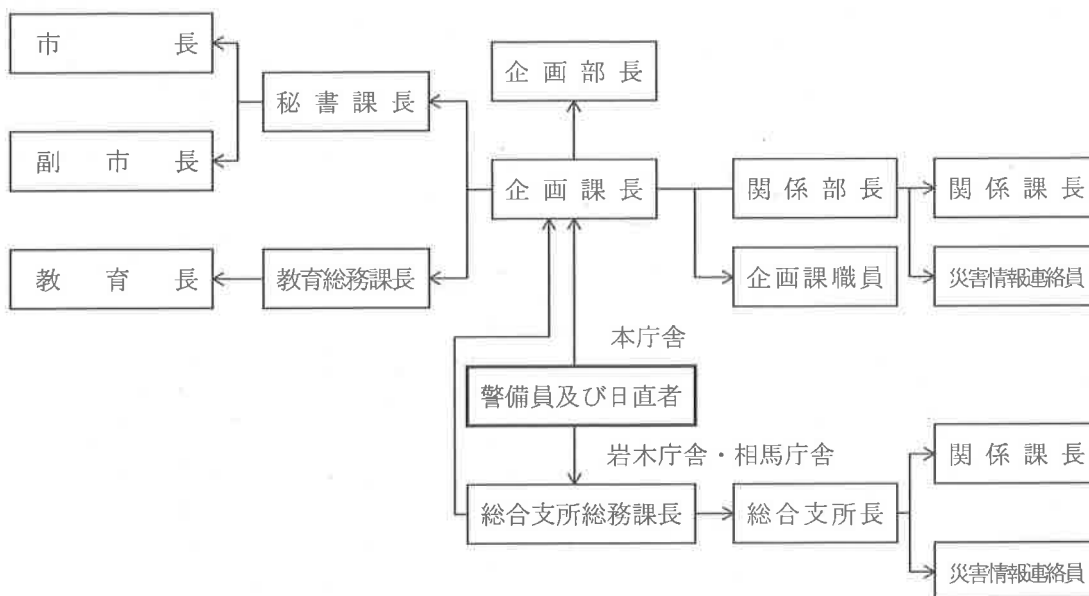 市長
企画部長
秘書課長
副市長
企画課長
関係部長
関係課長
教育長
教育総務課長
企画課職員
災害情報連絡員
本庁舎
警備員及び日直者
岩木庁舎・相馬庁舎
関係課長
総合支所総務課長
総合支所長
災害情報連絡員